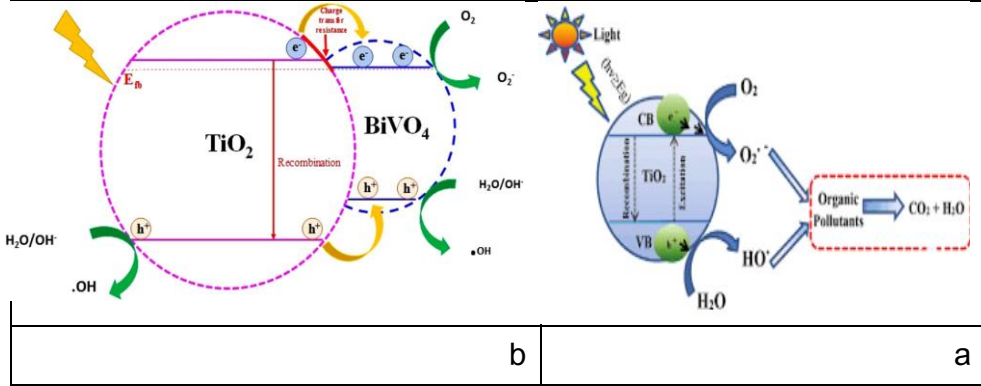 Charge
transfer
resistance
O₂
e⁻
e⁻
e⁻
E_fb
O₂⁻
TiO₂
BiVO₄
Recombination
h⁺
h⁺
H₂O/OH⁻
h⁺
h⁺
H₂O/OH⁻
.OH
•OH
Light
(hν≥Eg)
CB
e⁻
O₂
O₂•⁻
Recombination
TiO₂
Excitation
Organic
Pollutants
CO₂ + H₂O
VB
h⁺
HO•
H₂O
b
a